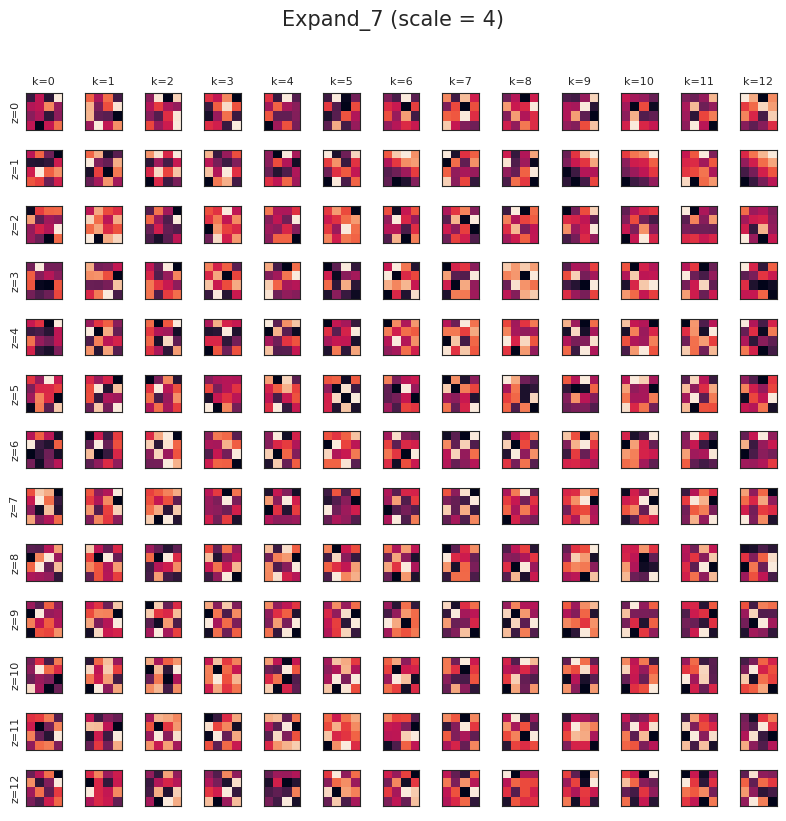 Expand_7 (scale = 4)
k=0 k=1 k=2 k=3 k=4 k=5 k=6 k=7 k=8 k=9 k=10 k=11 k=12
z=0
z=1
z=2
z=3
z=4
z=5
z=6
z=7
z=8
z=9
z=10
z=11
z=12